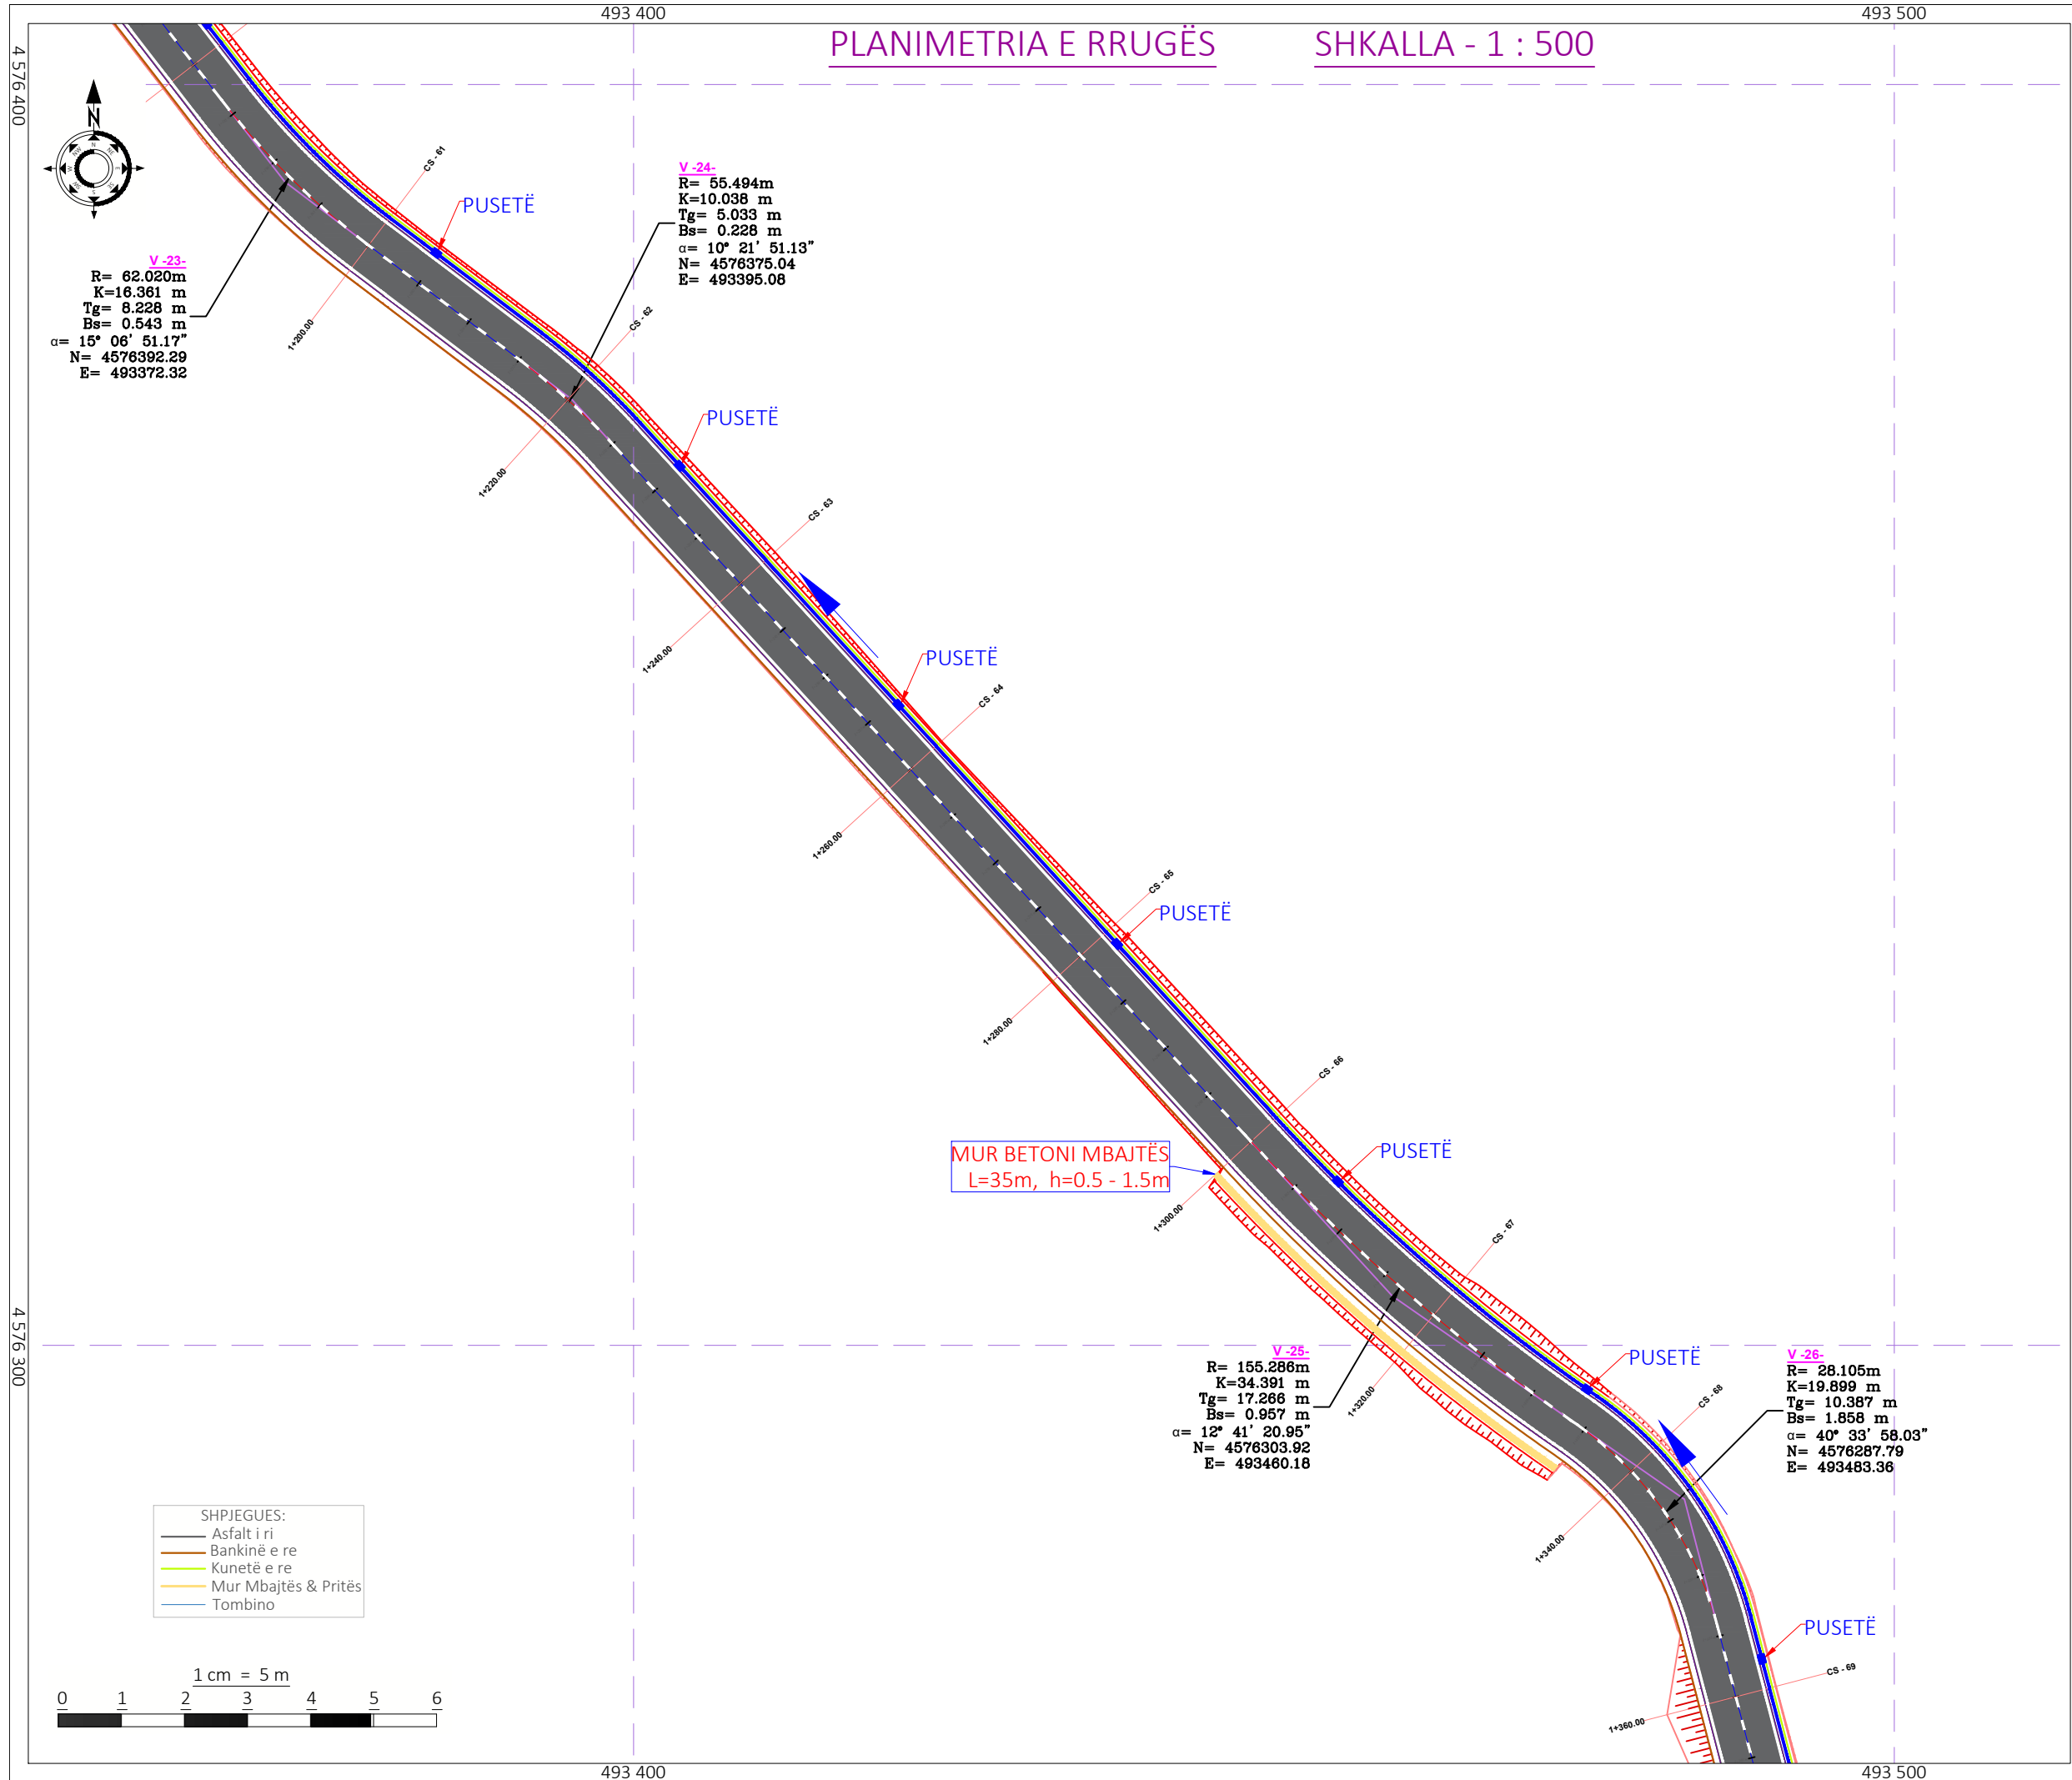 493 400
493 500
PLANIMETRIA E RRUGËS
SHKALLA - 1 : 500
4 576 400
N
CS - 61
PUSETË
V -24-
R= 55.494m
K=10.038 m
Tg= 5.033 m
Bs= 0.228 m
α= 10° 21' 51.13"
N= 4576375.04
E= 493395.08
V -23-
R= 62.020m
K=16.361 m
Tg= 8.228 m
Bs= 0.543 m
α= 15° 06' 51.17"
N= 4576392.29
E= 493372.32
1+200.00
CS - 62
PUSETË
1+220.00
CS - 63
1+240.00
PUSETË
CS - 64
1+260.00
CS - 65
PUSETË
1+280.00
CS - 66
MUR BETONI MBAJTËS
L=35m, h=0.5 - 1.5m
PUSETË
1+300.00
CS - 67
4 576 300
V -25-
R= 155.286m
K=34.391 m
Tg= 17.266 m
Bs= 0.957 m
α= 12° 41' 20.95"
N= 4576303.92
E= 493460.18
1+320.00
PUSETË
CS - 68
V -26-
R= 28.105m
K=19.899 m
Tg= 10.387 m
Bs= 1.858 m
α= 40° 33' 58.03"
N= 4576287.79
E= 493483.36
1+340.00
SHPJEGUES:
Asfalt i ri
Bankinë e re
Kunetë e re
Mur Mbajtës & Pritës
Tombino
PUSETË
CS - 69
1+360.00
1 cm = 5 m
0 1 2 3 4 5 6
493 400
493 500